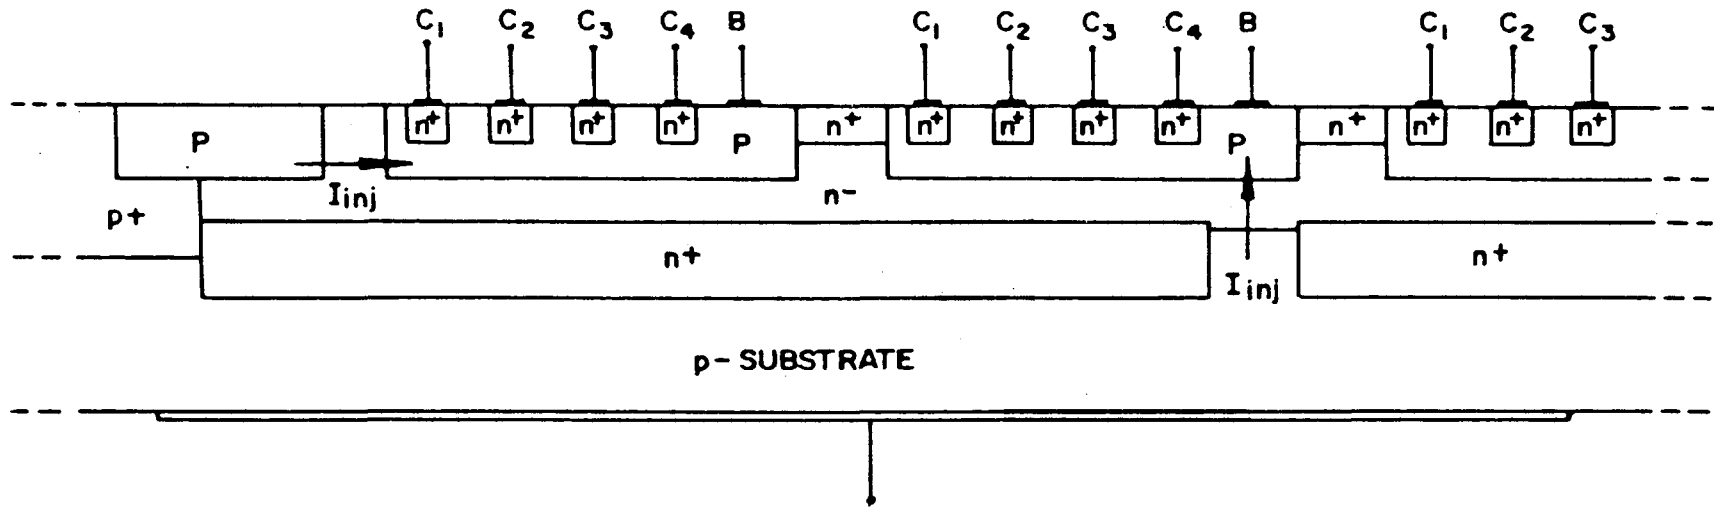 C₁ C₂ C₃ C₄ B C₁ C₂ C₃ C₄ B C₁ C₂ C₃
P n⁺ n⁺ n⁺ n⁺ P n⁺ n⁺ n⁺ n⁺ n⁺ P n⁺ n⁺ n⁺ n⁺
p+ Iinj n-
n+ Iinj n+
p- SUBSTRATE